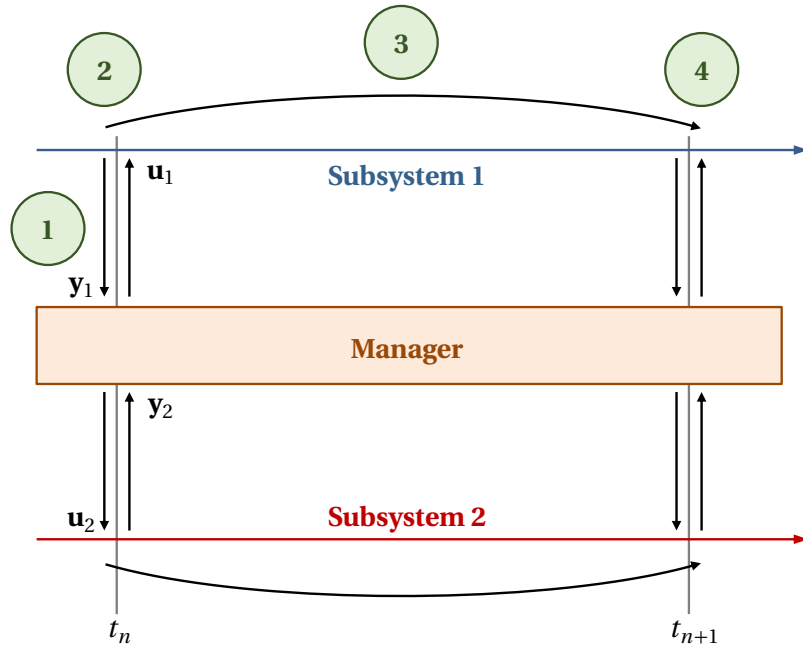 3
2
4
u₁
Subsystem 1
1
y₁
Manager
y₂
u₂
Subsystem 2
tₙ
tₙ₊₁